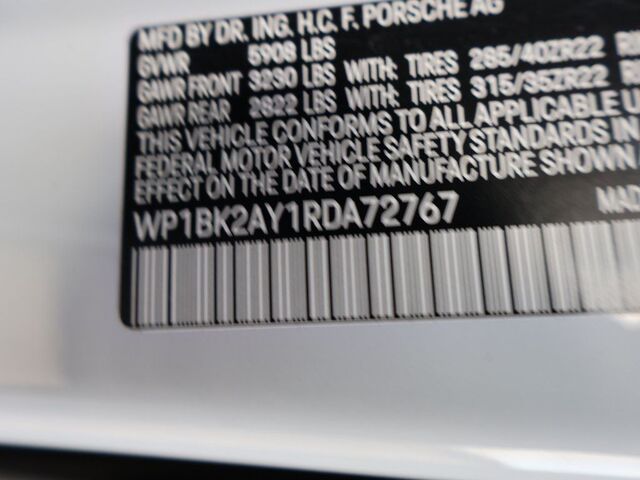 MFD BY DR. ING. H.C. F. PORSCHE AG
GVWR 5908 LBS
GAWR FRONT 3230 LBS WITH: TIRES 285/40ZR22
GAWR REAR 2822 LBS WITH: TIRES 315/35ZR22
THIS VEHICLE CONFORMS TO ALL APPLICABLE
FEDERAL MOTOR VEHICLE SAFETY STANDARDS IN
EFFECT ON THE DATE OF MANUFACTURE SHOWN
WP1BK2AY1RDA72767